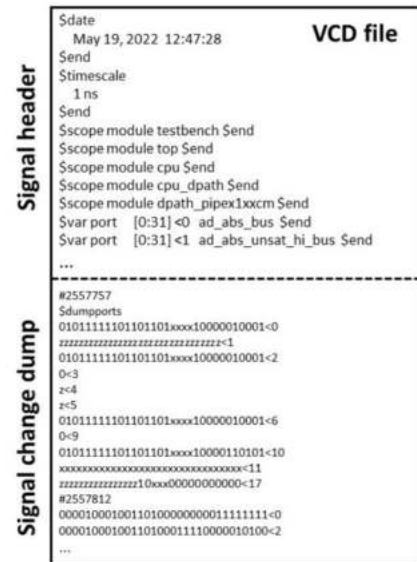 Signal header
VCD file
$date
May 19, 2022 12:47:28
$end
$timescale
1 ns
$end
$scope module testbench $end
$scope module top $end
$scope module cpu $end
$scope module cpu_dpath $end
$scope module dpath_pipex1xxcm $end
$var port [0:31] <0 ad_abs_bus $end
$var port [0:31] <1 ad_abs_unsat_hi_bus $end
...
Signal change dump
#2557757
$dumpports
01011111101101101xxxx10000010001<0
zzzzzzzzzzzzzzzzzzzzzzzzzzzzzzzz<1
01011111101101101xxxx10000010001<2
0<3
z<4
z<5
01011111101101101xxxx10000010001<6
0<9
01011111101101101xxxx10000110101<10
xxxxxxxxxxxxxxxxxxxxxxxxxxxxxxxx<11
zzzzzzzzzzzzzzzz10xxx00000000000<17
#2557812
00001000100110100000000011111111<0
00001000100110100011110000010100<2
...